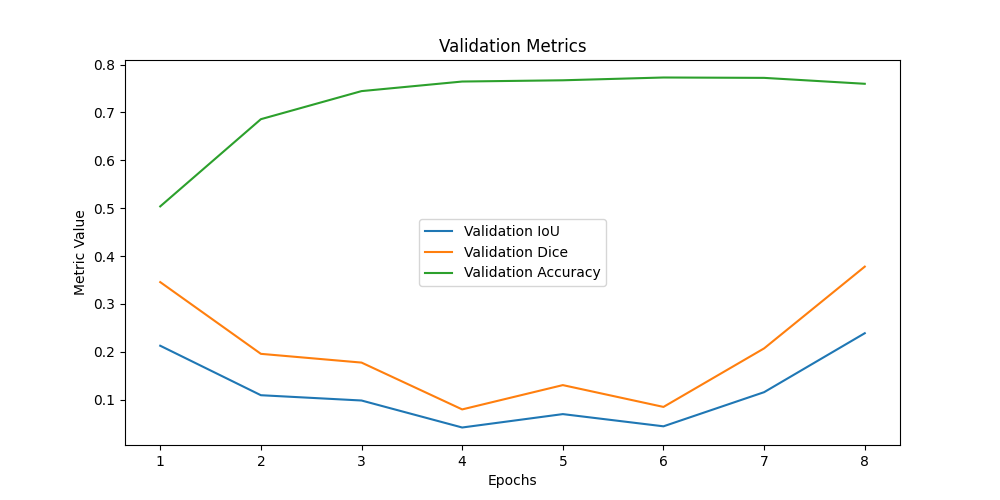 Validation Metrics
0.8
0.7
0.6
0.5
0.4
0.3
0.2
0.1
Metric Value
Validation IoU
Validation Dice
Validation Accuracy
1 2 3 4 5 6 7 8
Epochs